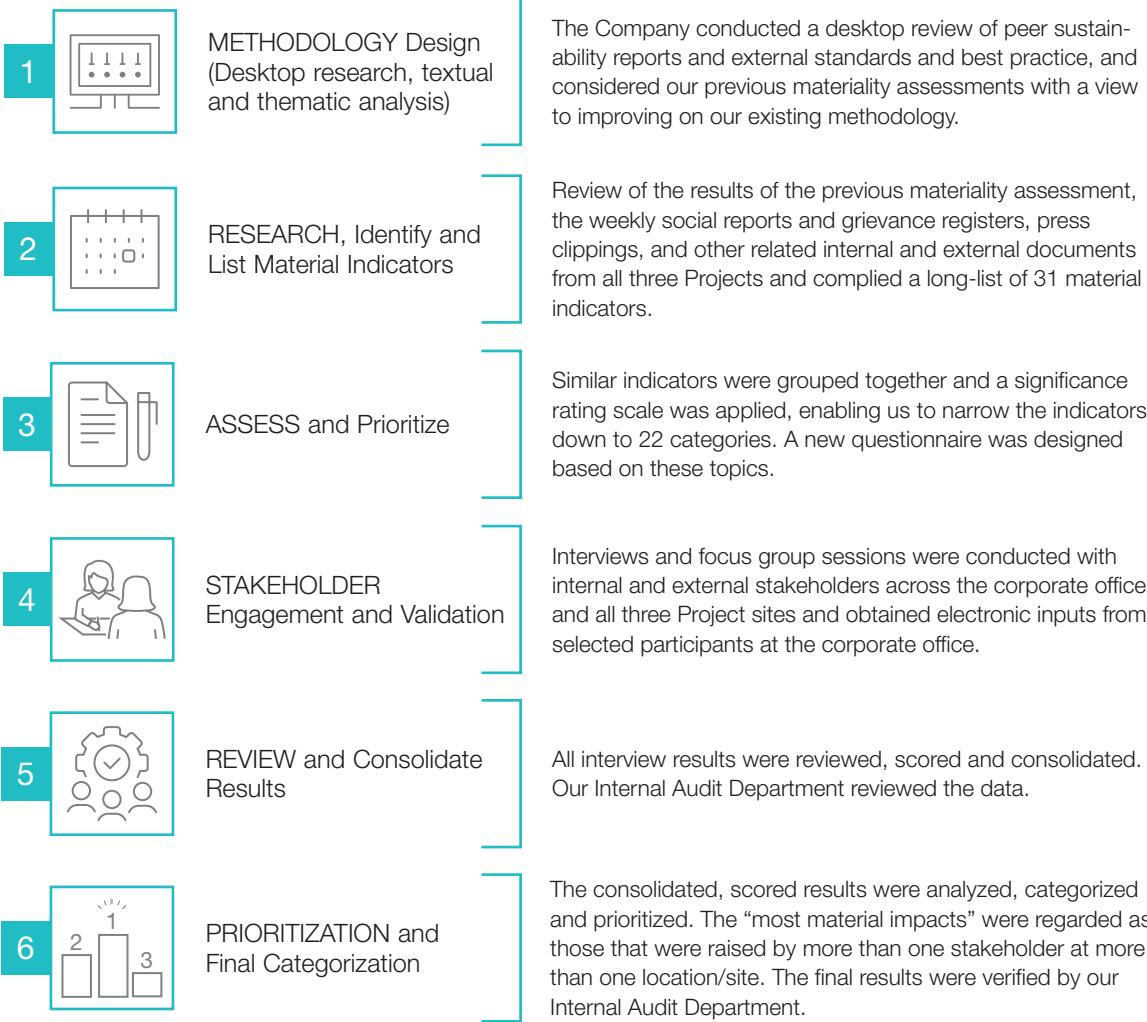 1
METHODOLOGY Design
(Desktop research, textual
and thematic analysis)
The Company conducted a desktop review of peer sustain-
ability reports and external standards and best practice, and
considered our previous materiality assessments with a view
to improving on our existing methodology.
2
RESEARCH, Identify and
List Material Indicators
Review of the results of the previous materiality assessment,
the weekly social reports and grievance registers, press
clippings, and other related internal and external documents
from all three Projects and complied a long-list of 31 material
indicators.
3
ASSESS and Prioritize
Similar indicators were grouped together and a significance
rating scale was applied, enabling us to narrow the indicators
down to 22 categories. A new questionnaire was designed
based on these topics.
4
STAKEHOLDER
Engagement and Validation
Interviews and focus group sessions were conducted with
internal and external stakeholders across the corporate office
and all three Project sites and obtained electronic inputs from
selected participants at the corporate office.
5
REVIEW and Consolidate
Results
All interview results were reviewed, scored and consolidated.
Our Internal Audit Department reviewed the data.
6
2
1
3
PRIORITIZATION and
Final Categorization
The consolidated, scored results were analyzed, categorized
and prioritized. The “most material impacts” were regarded as
those that were raised by more than one stakeholder at more
than one location/site. The final results were verified by our
Internal Audit Department.